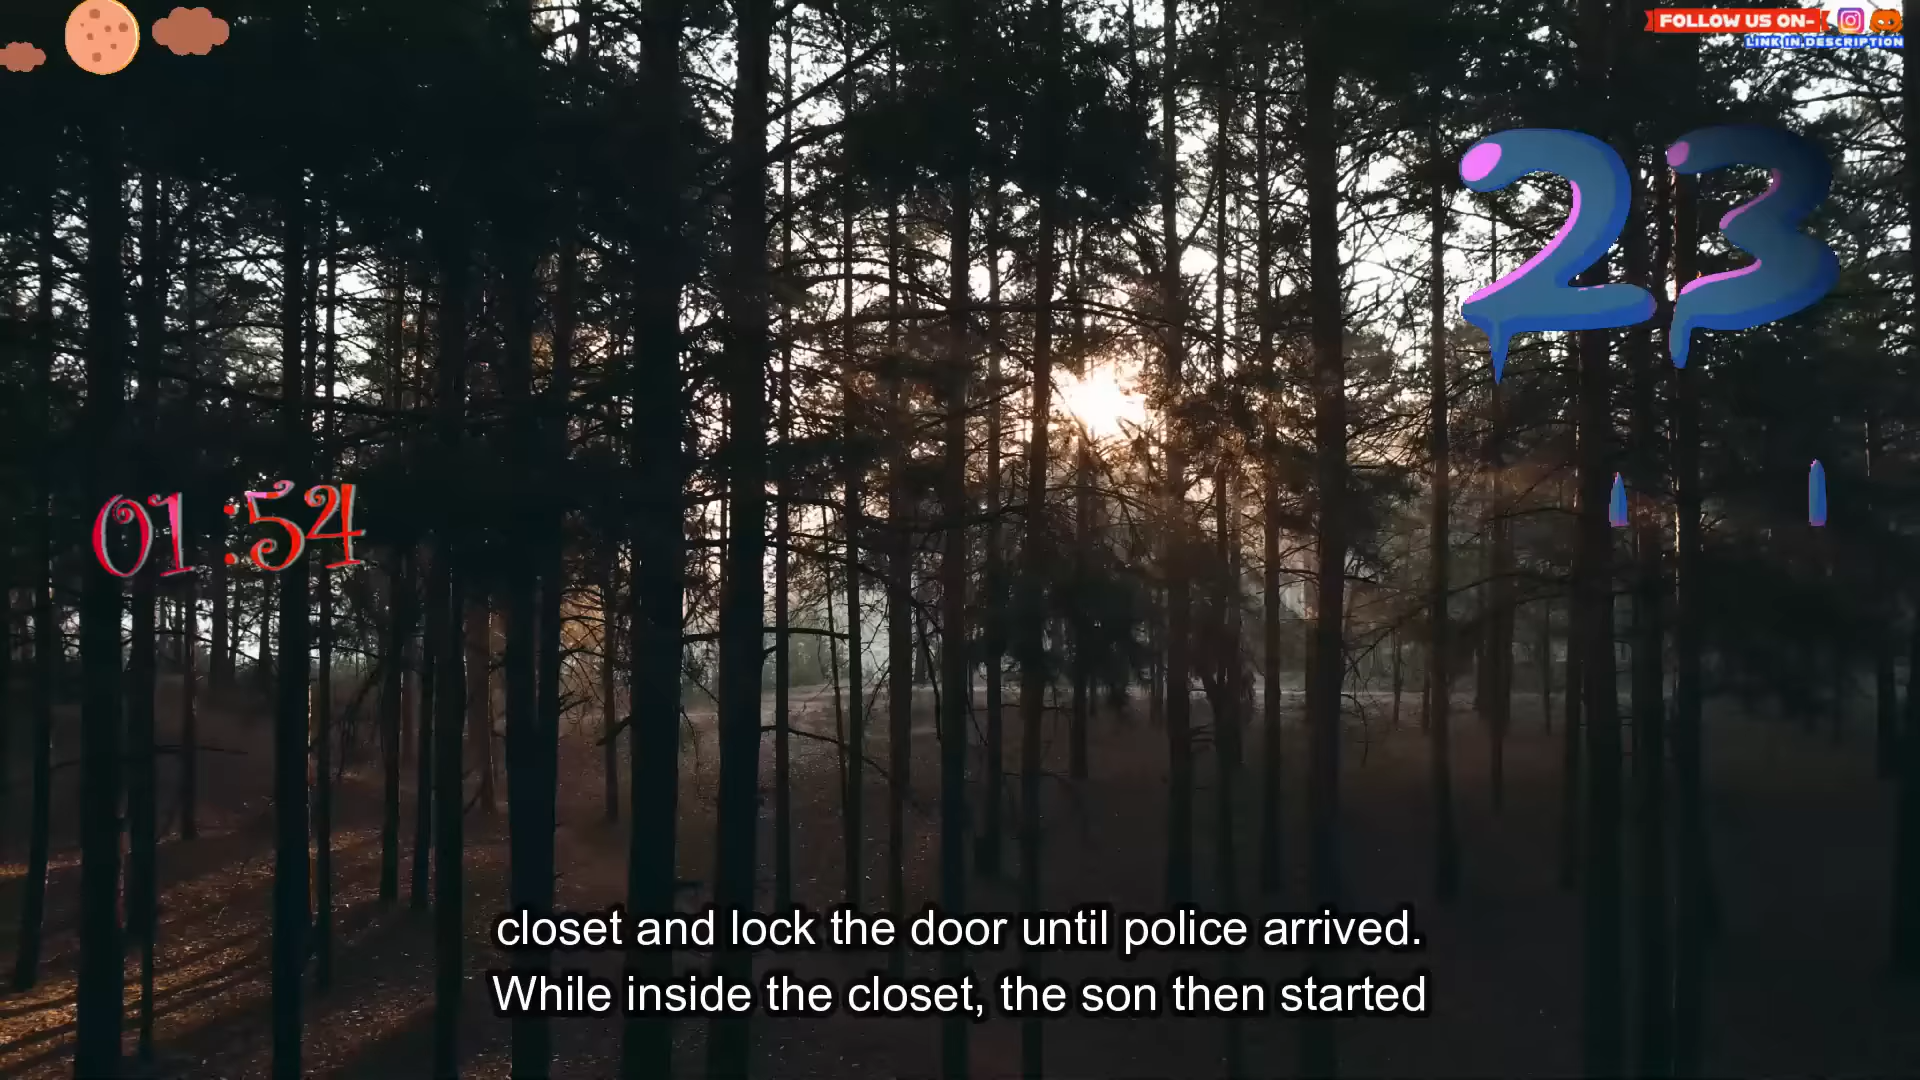 FOLLOW US ON-
LINK IN DESCRIPTION
23
01:54
closet and lock the door until police arrived.
While inside the closet, the son then started